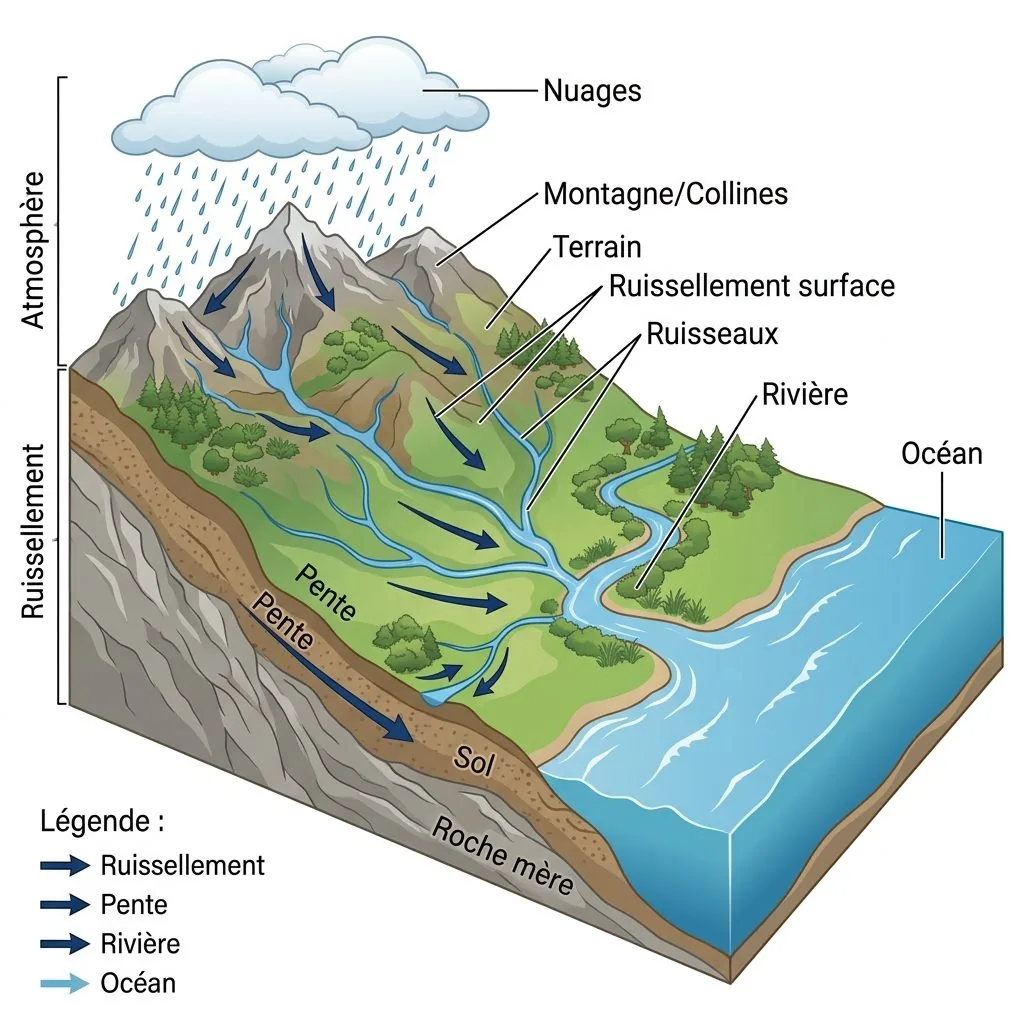 Nuages
Atmosphère
Montagne/Collines
Terrain
Ruissellement surface
Ruisseaux
Rivière
Océan
Ruissellement
Pente
Pente
Sol
Roche mère
Légende :
Ruissellement
Pente
Rivière
Océan